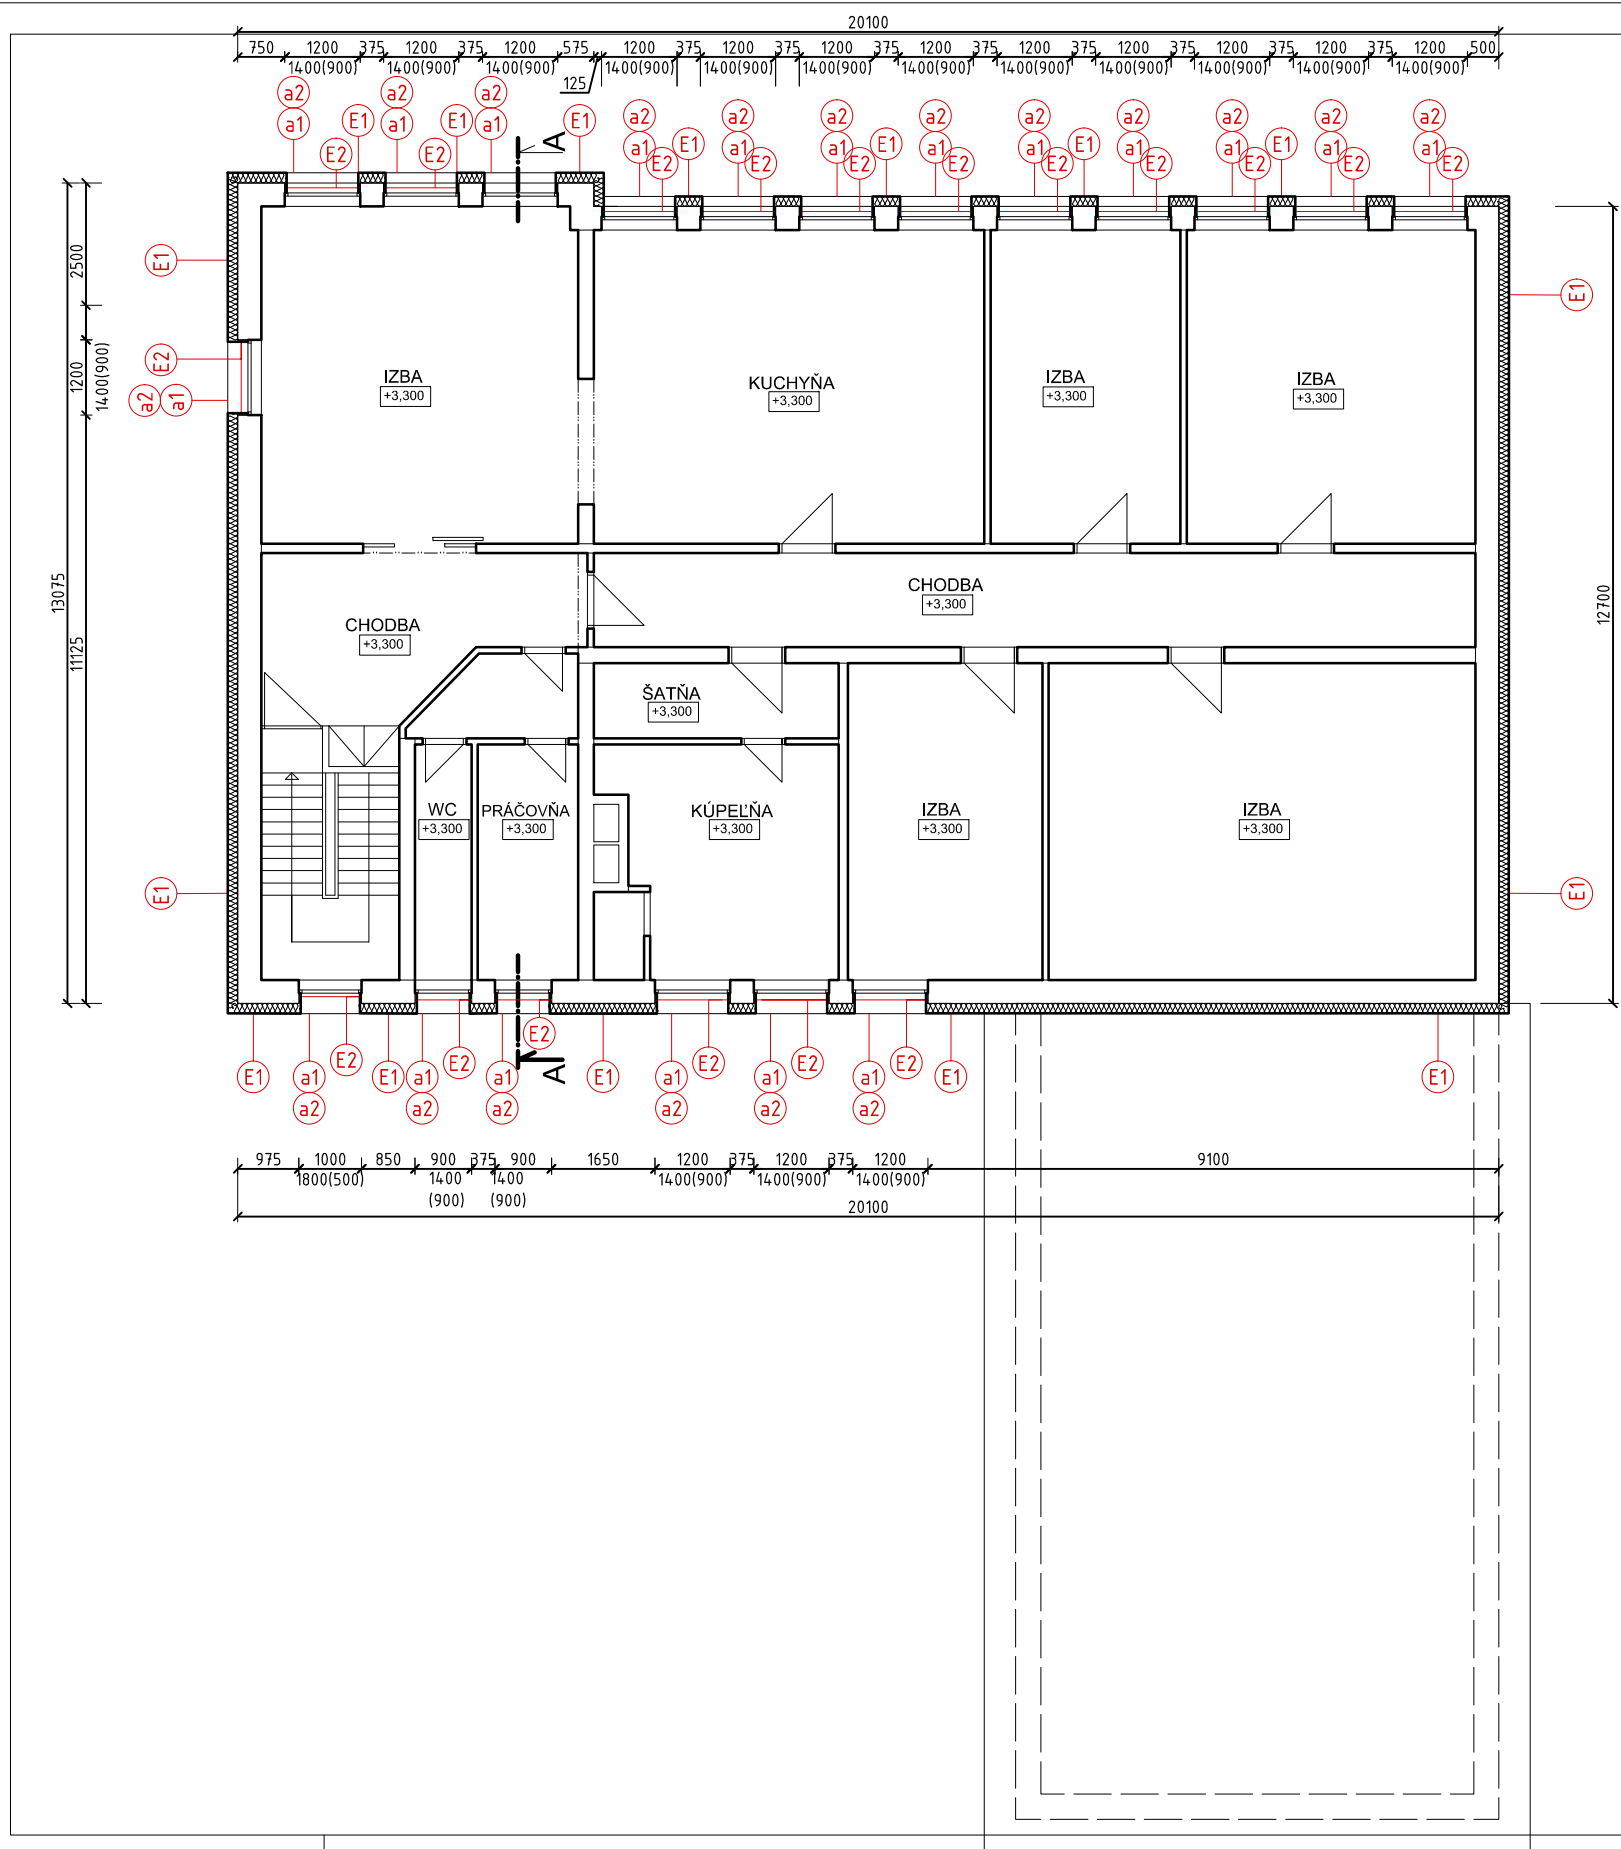 20100
750 1200 375 1200 375 1200 575 1200 375 1200 375 1200 375 1200 375 1200 375 1200 375 1200 375 1200 375 1200 500
1400(900) 1400(900) 1400(900) 1400(900) 1400(900) 1400(900) 1400(900) 1400(900) 1400(900) 1400(900) 1400(900) 1400(900)
125
a2 a2 a2 a2 a2 a2 a2 a2 a2 a2 a2 a2
a1 E1 a1 E1 a1 E1 a1 E1 a1 a1 E1 a1 a1 E1 a1 a1 E1 a1 a1
E2 E2 E2 E2 E2 E2 E2 E2 E2 E2 E2
A
E1
E1
2500
E2
1200
1400(900)
a2 a1
IZBA
+3,300
KUCHYŇA
+3,300
IZBA
+3,300
IZBA
+3,300
13075
11125
12700
CHODBA
+3,300
CHODBA
+3,300
ŠATŇA
+3,300
WC
+3,300
PRÁČOVŇA
+3,300
KÚPEĽŇA
+3,300
IZBA
+3,300
IZBA
+3,300
E1
E1
E2 E2 E2 E2 E2 E2
A
E1 a1 E1 a1 a1 E1 a1 a1 a1 E1 E1
a2 a2 a2 a2 a2 a2
975 1000 850 900 375 900 1650 1200 375 1200 375 1200 9100
1800(500) 1400 1400 1400(900) 1400(900) 1400(900)
(900) (900)
20100